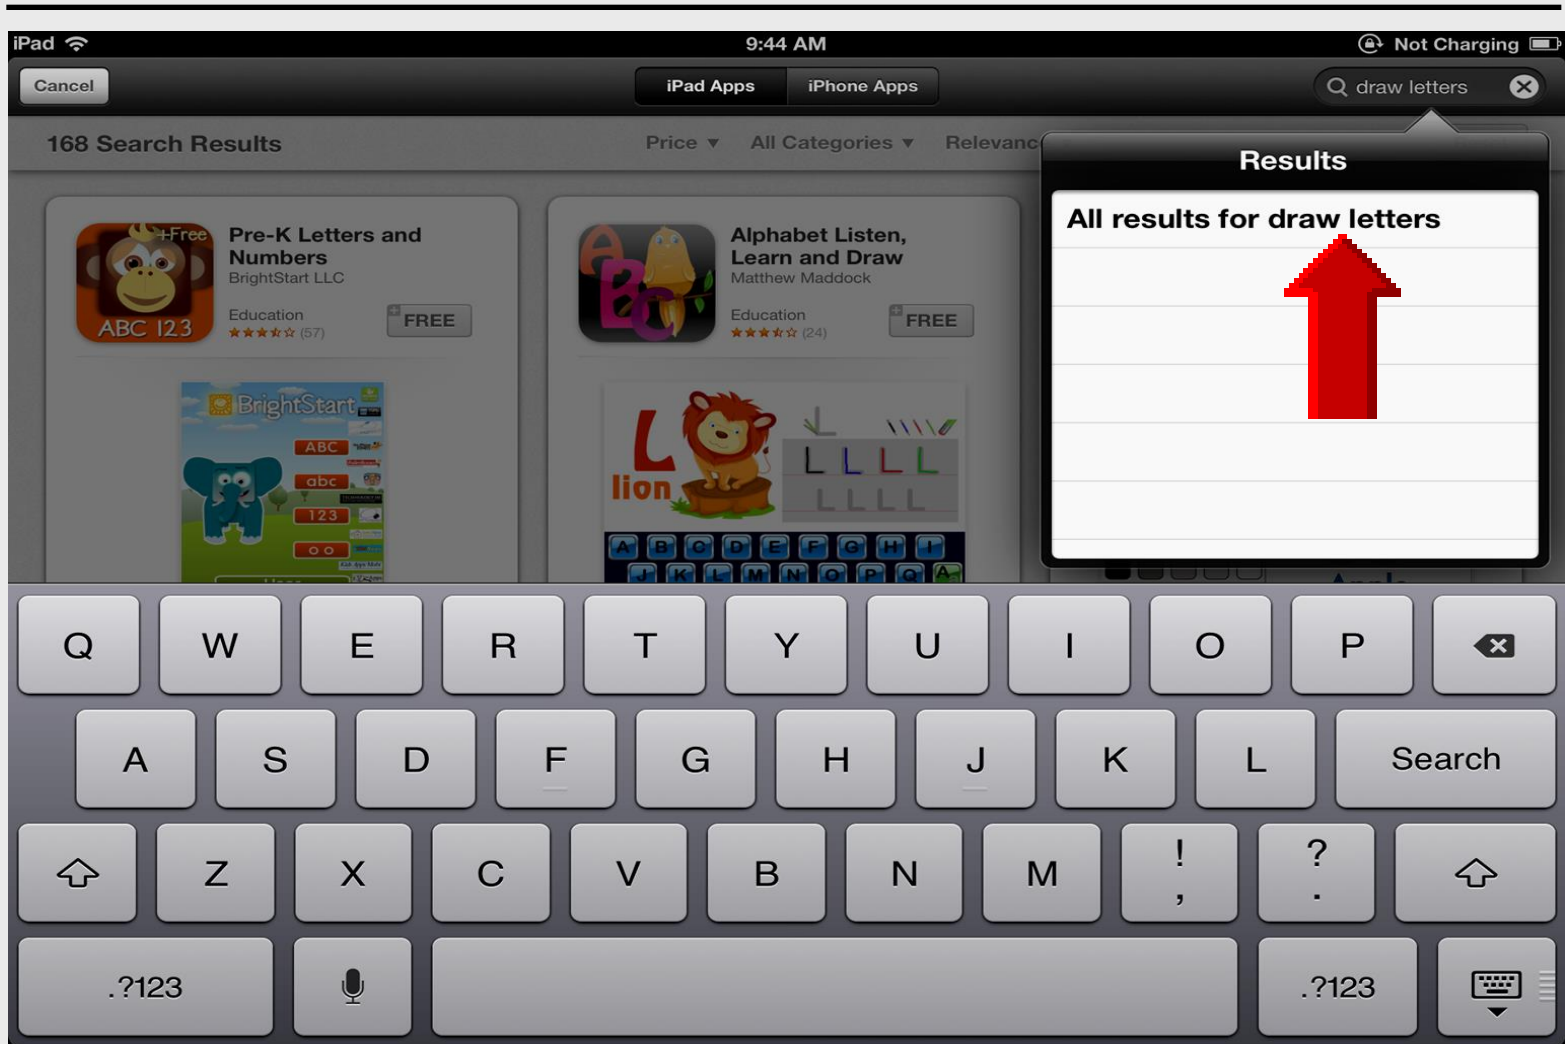 iPad
9:44 AM
Not Charging
Cancel
iPad Apps
iPhone Apps
draw letters
168 Search Results
Price ▼
All Categories ▼
Relevanc
Results
All results for draw letters
+Free
ABC 123
Pre-K Letters and
Numbers
BrightStart LLC
Education
(57)
FREE
BrightStart
ABC
abc
123
ABC
Alphabet Listen,
Learn and Draw
Matthew Maddock
Education
(24)
FREE
L
lion
L
L L L L
L L L L
A B C D E F G H I
J K L M N O P Q A
Q W E R T Y U I O P
A S D F G H J K L Search
Z X C V B N M ! ?
, .
.?123
.?123